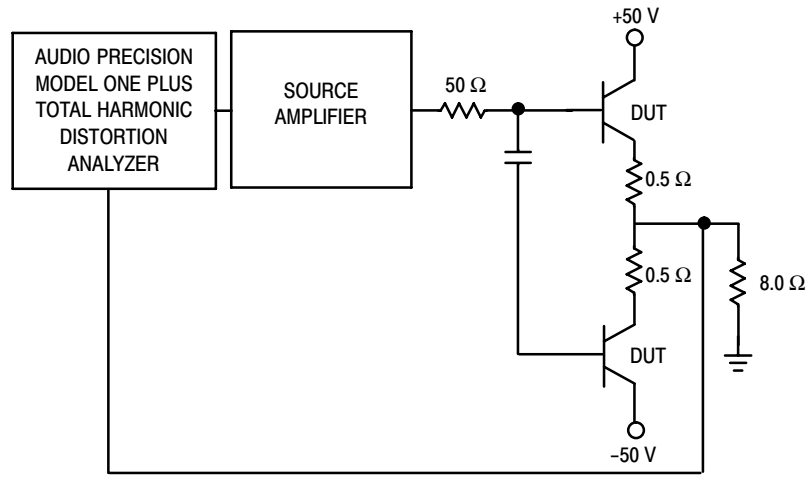 +50 V
AUDIO PRECISION
MODEL ONE PLUS
TOTAL HARMONIC
DISTORTION
ANALYZER
SOURCE
AMPLIFIER
50 Ω
DUT
0.5 Ω
0.5 Ω
8.0 Ω
DUT
−50 V